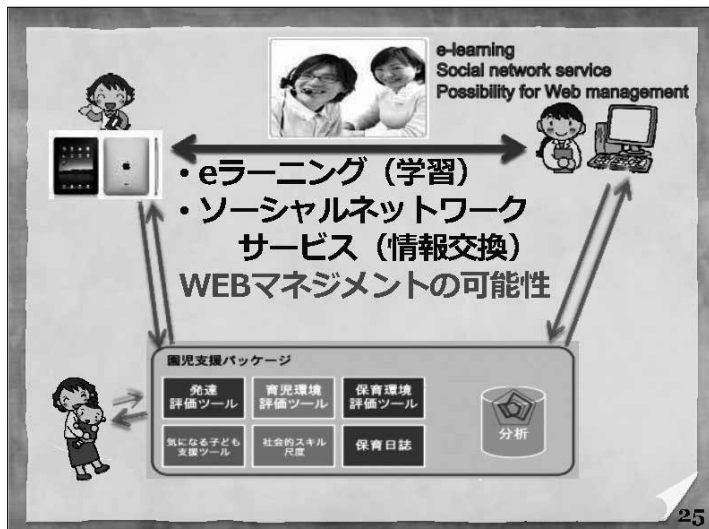 e-learning
Social network service
Possibility for Web management
・eラーニング（学習）
・ソーシャルネットワーク
サービス（情報交換）
WEBマネジメントの可能性
園児支援パッケージ
発達
評価ツール
育児環境
評価ツール
保育環境
評価ツール
気になる子ども
支援ツール
社会的スキル
尺度
保育日誌
分析
25